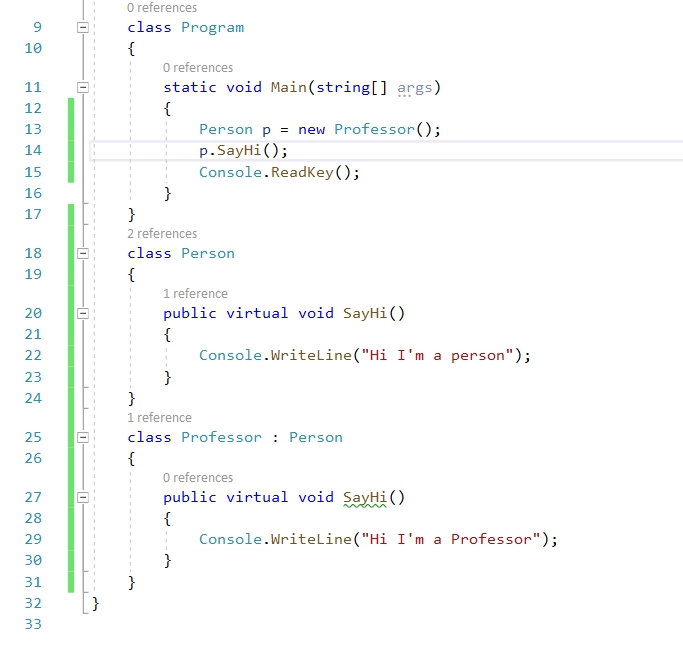 0 references
9 class Program
10 {
0 references
11 static void Main(string[] args)
12 {
13 Person p = new Professor();
14 p.SayHi();
15 Console.ReadKey();
16 }
17 }
2 references
18 class Person
19 {
1 reference
20 public virtual void SayHi()
21 {
22 Console.WriteLine("Hi I'm a person");
23 }
24 }
1 reference
25 class Professor : Person
26 {
0 references
27 public virtual void SayHi()
28 {
29 Console.WriteLine("Hi I'm a Professor");
30 }
31 }
32 }
33